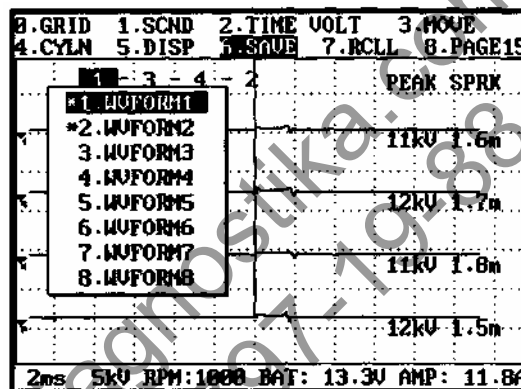 0.GRID 1.SCND 2.TIME VOLT 3.MOVE
4.CYLN 5.DISP 6.SAVE 7.RCLL 8.PAGE15
1 - 3 - 4 - 2 PEAK SPRK
*1.WVFORM1
*2.WVFORM2
3.WVFORM3
4.WVFORM4
5.WVFORM5
6.WVFORM6
7.WVFORM7
8.WVFORM8
11kV 1.6m
12kV 1.7m
11kV 1.8m
12kV 1.5m
2ms 5kV RPM:1000 BAT: 13.3V AMP: 11.86